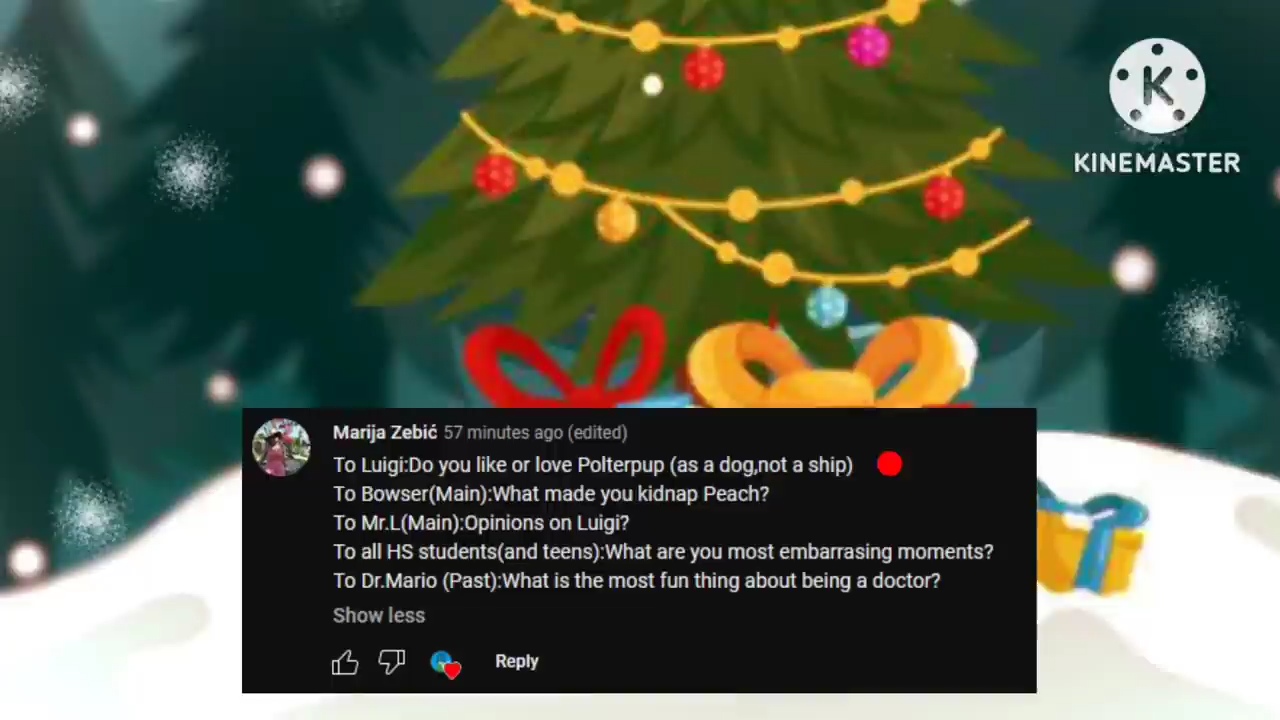 K
KINEMASTER
Marija Zebić 57 minutes ago (edited)
To Luigi:Do you like or love Polterpup (as a dog,not a ship)
To Bowser(Main):What made you kidnap Peach?
To Mr.L(Main):Opinions on Luigi?
To all HS students(and teens):What are you most embarrasing moments?
To Dr.Mario (Past):What is the most fun thing about being a doctor?
Show less
Reply